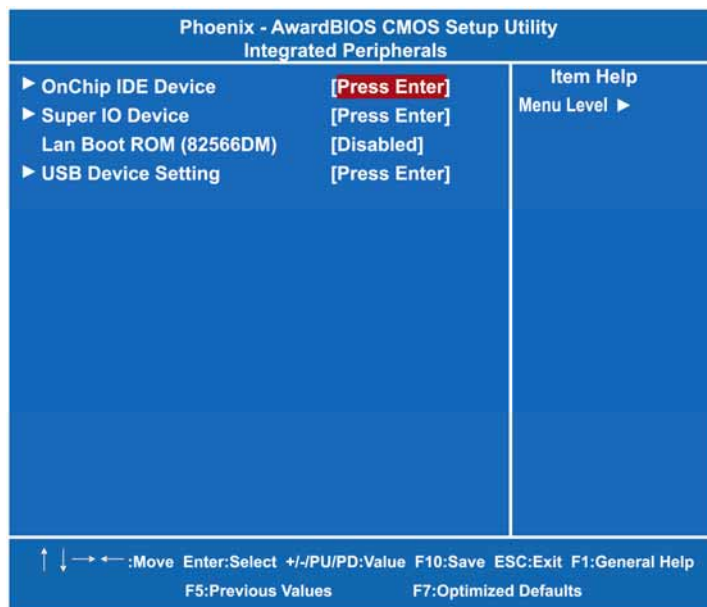 Phoenix - AwardBIOS CMOS Setup Utility
Integrated Peripherals
▶ OnChip IDE Device [Press Enter]
▶ Super IO Device [Press Enter]
Lan Boot ROM (82566DM) [Disabled]
▶ USB Device Setting [Press Enter]
Item Help
Menu Level ▶
↑ ↓ → ← :Move Enter:Select +/-/PU/PD:Value F10:Save ESC:Exit F1:General Help
F5:Previous Values F7:Optimized Defaults